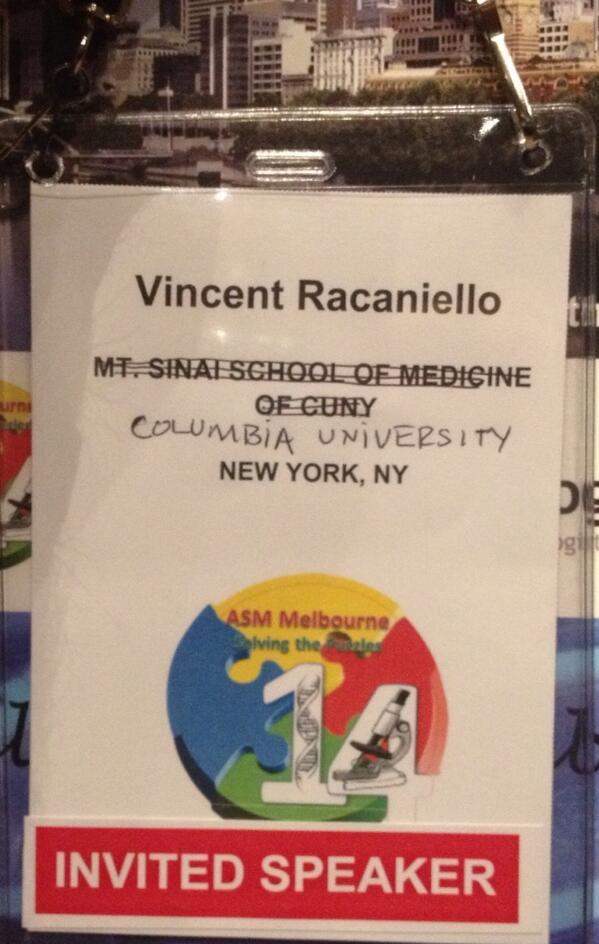 Vincent Racaniello
MT. SINAI SCHOOL OF MEDICINE
OF CUNY
COLUMBIA UNIVERSITY
NEW YORK, NY
ASM Melbourne
Solving the Puzzles
14
INVITED SPEAKER